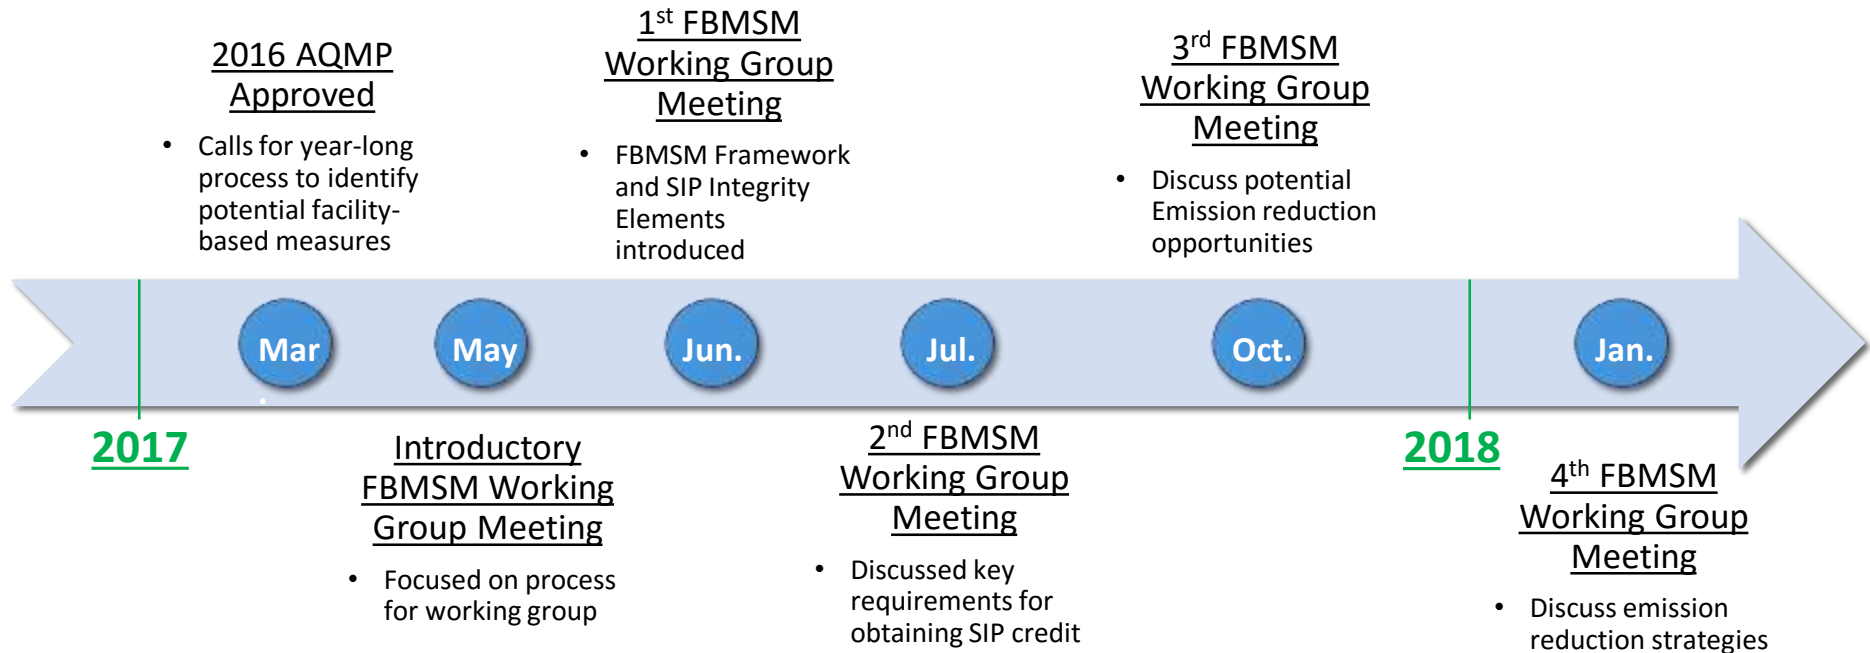 2016 AQMP
Approved
• Calls for year-long
process to identify
potential facility-
based measures
1st FBMSM
Working Group
Meeting
• FBMSM Framework
and SIP Integrity
Elements
introduced
3rd FBMSM
Working Group
Meeting
• Discuss potential
Emission reduction
opportunities
Mar
.
May
Jun.
Jul.
Oct.
Jan.
2017
2018
Introductory
FBMSM Working
Group Meeting
• Focused on process
for working group
2nd FBMSM
Working Group
Meeting
• Discussed key
requirements for
obtaining SIP credit
4th FBMSM
Working Group
Meeting
• Discuss emission
reduction strategies